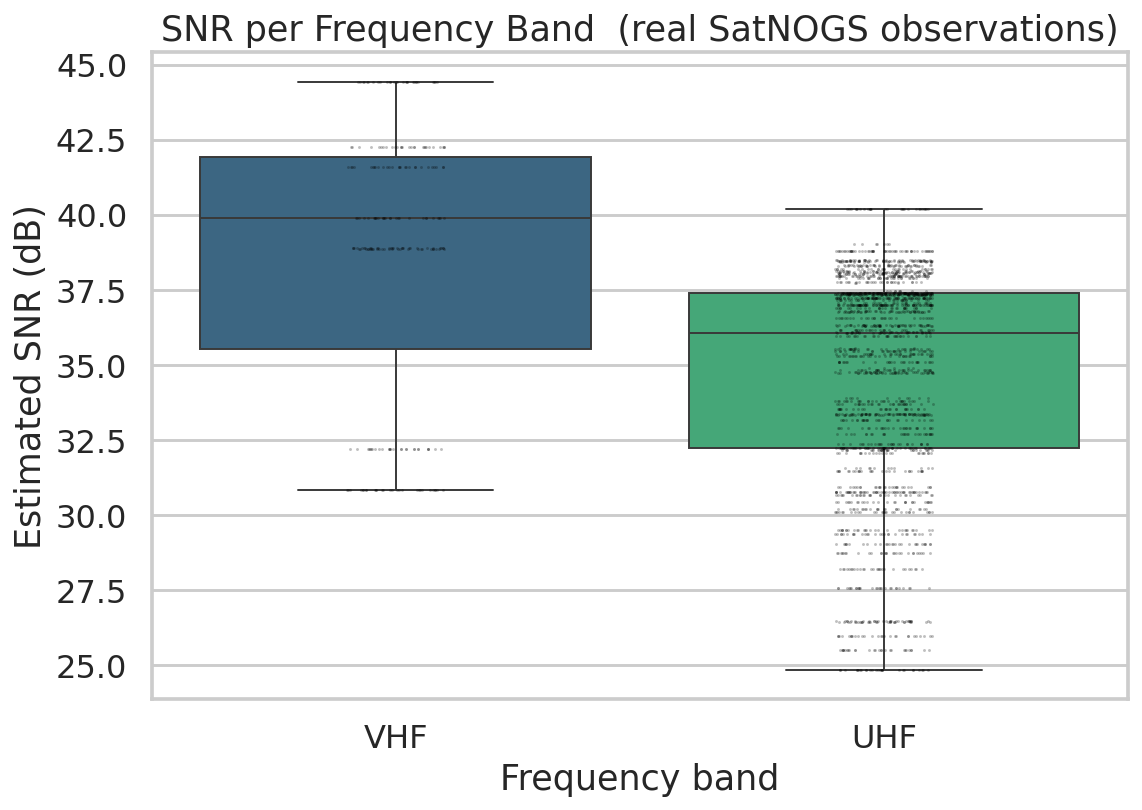 SNR per Frequency Band  (real SatNOGS observations)
Estimated SNR (dB)
45.0
42.5
40.0
37.5
35.0
32.5
30.0
27.5
25.0
VHF
UHF
Frequency band